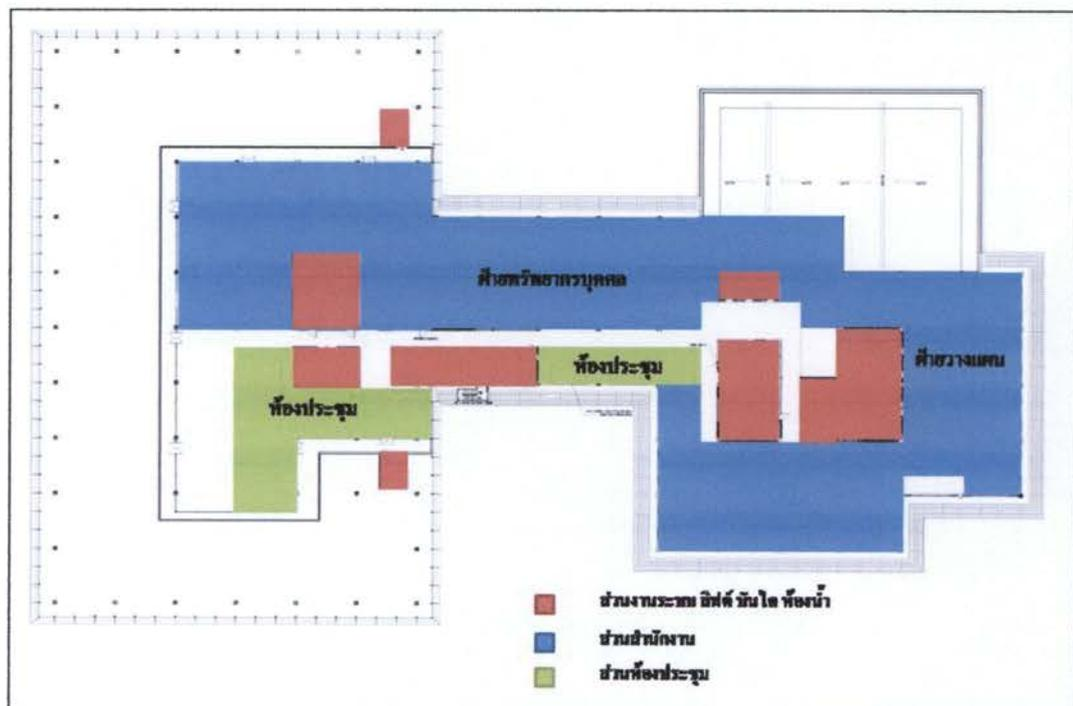 ฝ่ายทรัพยากรบุคคล
ห้องประชุม
ฝ่ายวางแผน
ห้องประชุม
ส่วนงานระบบ ลิฟต์ บันได ห้องน้ำ
ส่วนสำนักงาน
ส่วนห้องประชุม